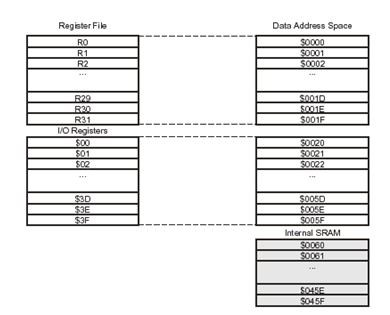 Register File Data Address Space
R0 $0000
R1 $0001
R2 $0002
... ...
R29 $001D
R30 $001E
R31 $001F
I/O Registers
$00 $0020
$01 $0021
$02 $0022
... ...
$3D $005D
$3E $005E
$3F $005F
Internal SRAM
$0060
$0061
...
$045E
$045F